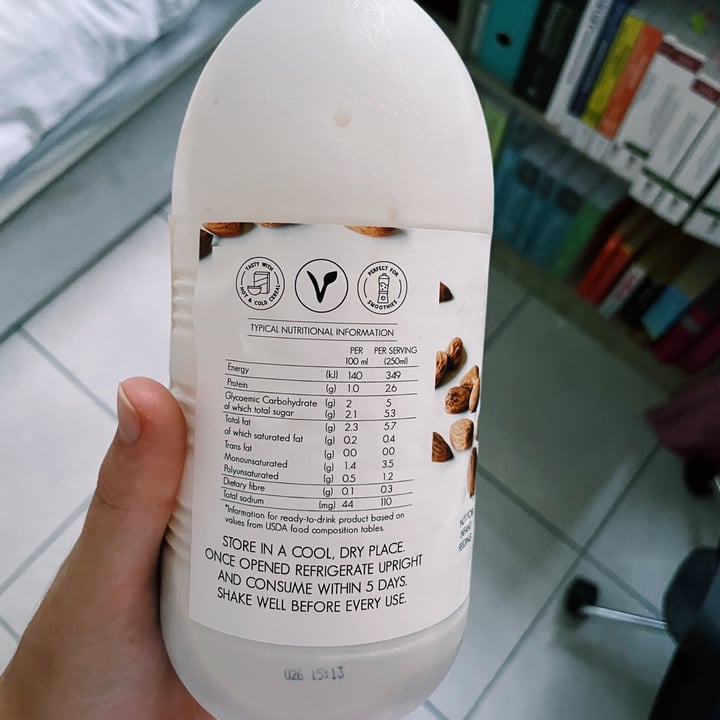 TASTY WITH
HOT & COLD CEREAL
V
PERFECT FOR
SMOOTHIES
TYPICAL NUTRITIONAL INFORMATION
PER 100 ml PER SERVING (250ml)
Energy (kJ) 140 349
Protein (g) 1.0 26
Glycaemic Carbohydrate (g) 2 5
of which total sugar (g) 2.1 5.3
Total fat (g) 2.3 5.7
of which saturated fat (g) 0.2 0.4
Trans fat (g) 0.0 0.0
Monounsaturated (g) 1.4 3.5
Polyunsaturated (g) 0.5 1.2
Dietary fibre (g) 0.1 0.3
Total sodium (mg) 44 110
*Information for ready-to-drink product based on
values from USDA food composition tables.
STORE IN A COOL, DRY PLACE.
ONCE OPENED REFRIGERATE UPRIGHT
AND CONSUME WITHIN 5 DAYS.
SHAKE WELL BEFORE EVERY USE.
NOT FOR
INFANT
FEEDING
026 15:13